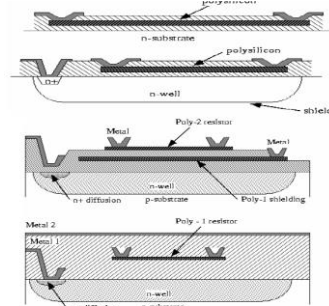 polysilicon
n-substrate
polysilicon
n+
n-well
shield
Poly-2 resistor
Metal
Metal
n-well
n+ diffusion
p-substrate
Poly-1 shielding
Metal 2
Metal 1
Poly - 1 resistor
n-well